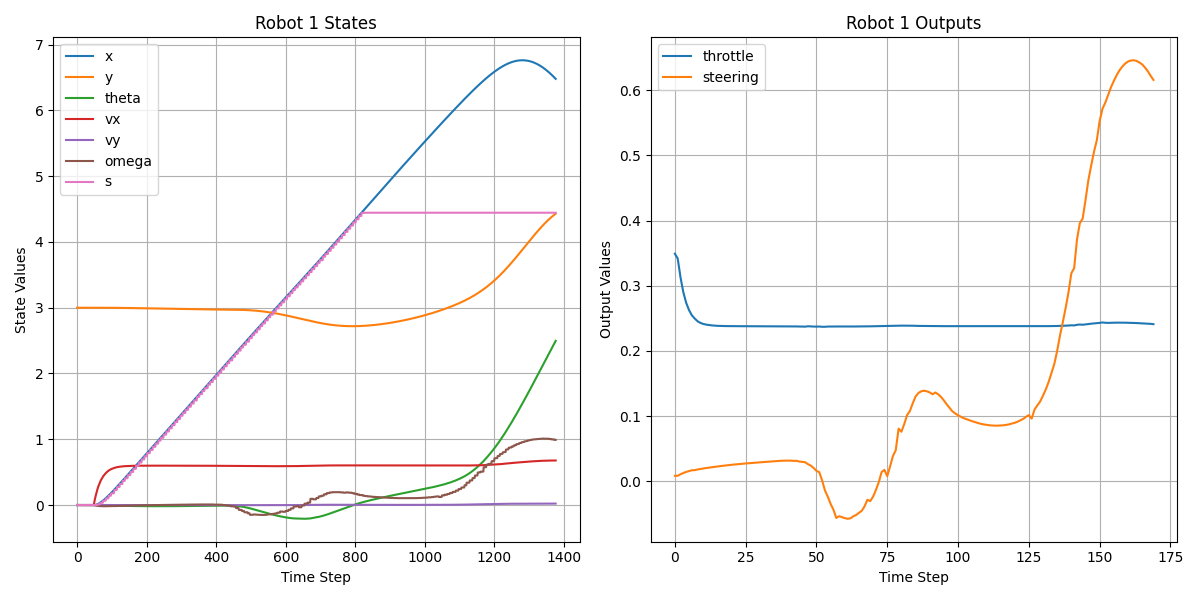 Robot 1 States
7
6
5
4
3
2
1
0
State Values
x
y
theta
vx
vy
omega
s
0 200 400 600 800 1000 1200 1400
Time Step
Robot 1 Outputs
0.6
0.5
0.4
0.3
0.2
0.1
0.0
Output Values
throttle
steering
0 25 50 75 100 125 150 175
Time Step